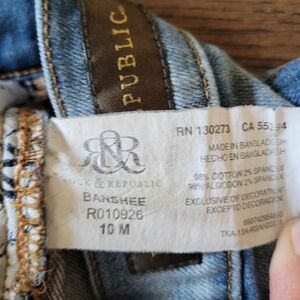 PUBLIC
RN 130273 CA 55294
R&R
ROCK & REPUBLIC
BANSHEE
R010926
10 M
MADE IN BANGLADESH
HECHO EN BANGLADESH
98% COTTON 2% SPANDEX
98% ALGODON 2% SPANDEX
EXCLUSIVE OF DECORATION
EXCEPTO DECORATION